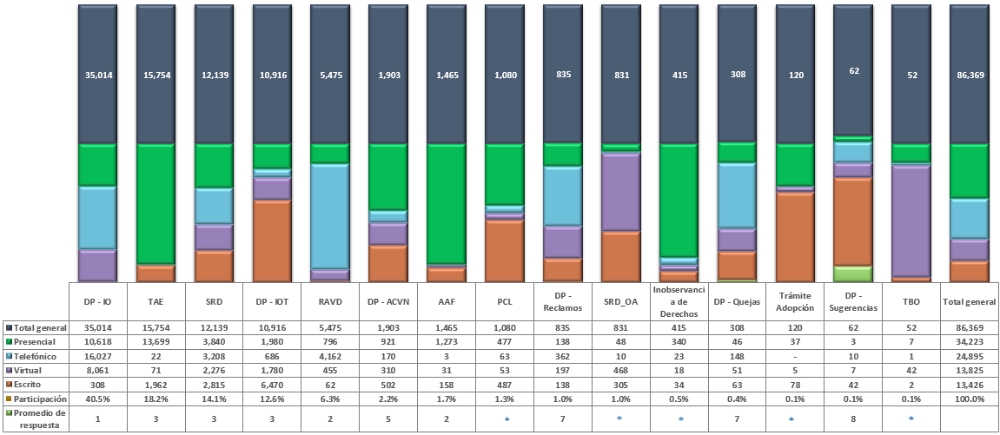 35,014 15,754 12,139 10,916 5,475 1,903 1,465 1,080 835 831 415 308 120 62 52 86,369
DP - IO TAE SRD DP - IOT RAVD DP - ACVN AAF PCL DP - Reclamos SRD_OA Inobservancia de Derechos DP - Quejas Trámite Adopción DP - Sugerencias TBO Total general
Total general 35,014 15,754 12,139 10,916 5,475 1,903 1,465 1,080 835 831 415 308 120 62 52 86,369
Presencial 10,618 13,699 3,840 1,980 796 921 1,273 477 138 48 340 46 37 3 7 34,223
Telefónico 16,027 22 3,208 686 4,162 170 3 63 362 10 23 148 - 10 1 24,895
Virtual 8,061 71 2,276 1,780 455 310 31 53 197 468 18 51 5 7 42 13,825
Escrito 308 1,962 2,815 6,470 62 502 158 487 138 305 34 63 78 42 2 13,426
Participación 40.5% 18.2% 14.1% 12.6% 6.3% 2.2% 1.7% 1.3% 1.0% 1.0% 0.5% 0.4% 0.1% 0.1% 0.1% 100.0%
Promedio de respuesta 1 3 3 3 2 5 2 * 7 * * 7 * 8 *